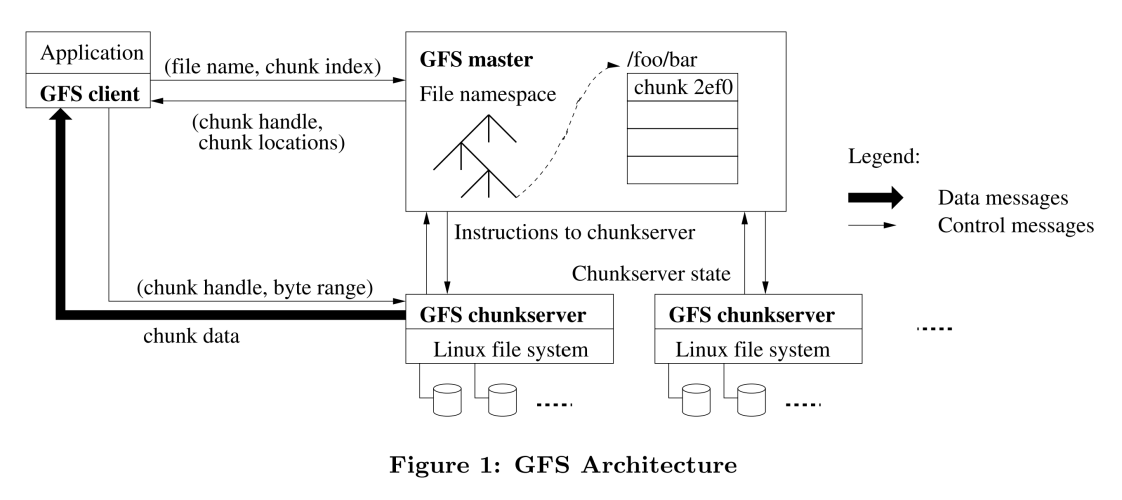 Application
GFS client
(file name, chunk index)
(chunk handle,
chunk locations)
GFS master
File namespace
/foo/bar
chunk 2ef0
Legend:
Data messages
Control messages
Instructions to chunkserver
Chunkserver state
(chunk handle, byte range)
chunk data
GFS chunkserver
Linux file system
GFS chunkserver
Linux file system
Figure 1: GFS Architecture